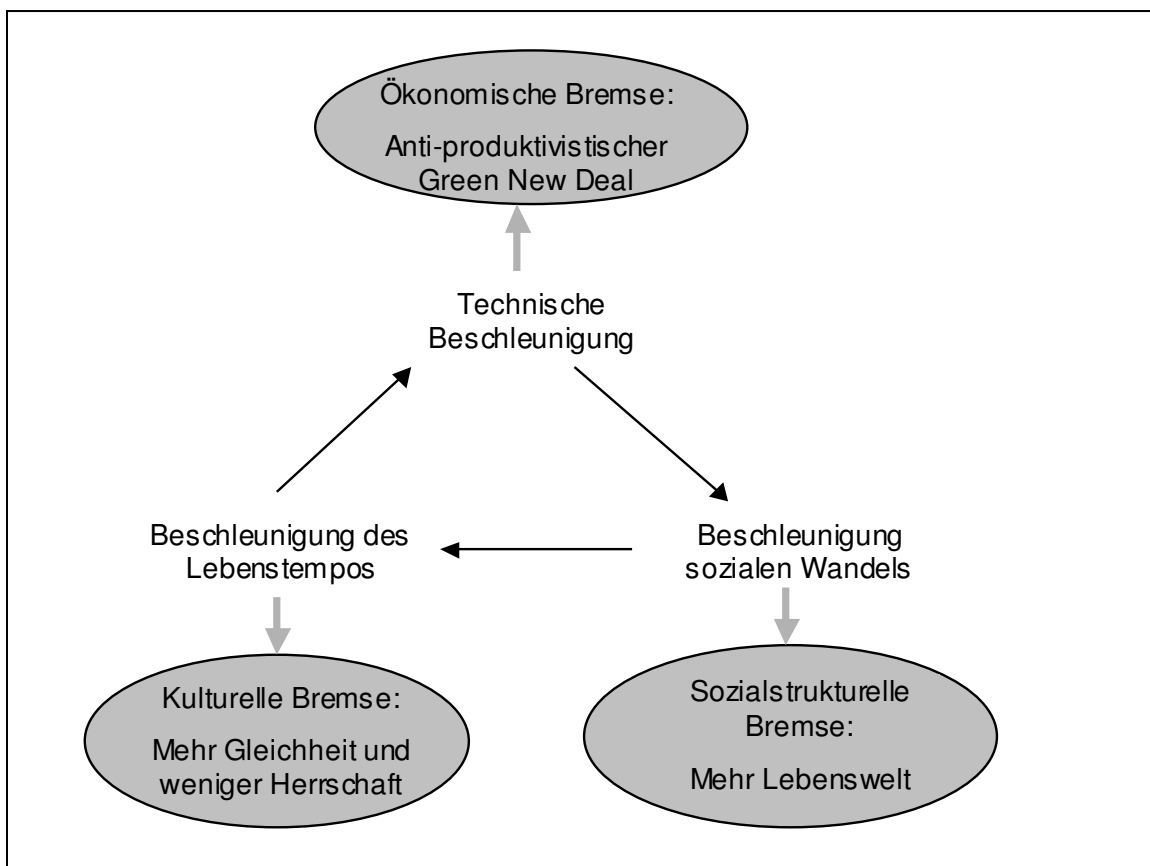 Ökonomische Bremse:
Anti-produktivistischer
Green New Deal
Technische
Beschleunigung
Beschleunigung des
Lebenstempos
Beschleunigung
sozialen Wandels
Kulturelle Bremse:
Mehr Gleichheit und
weniger Herrschaft
Sozialstrukturelle
Bremse:
Mehr Lebenswelt